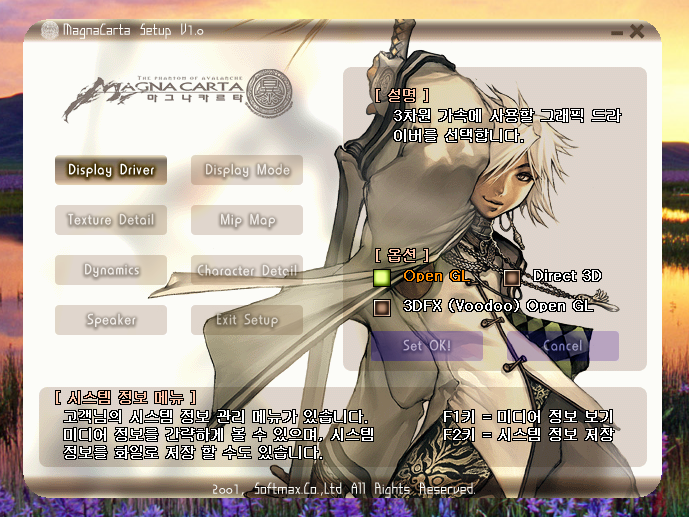 MagnaCarta Setup V1.0
THE PHANTOM OF AVALANCHE
MAGNA CARTA
마그나카르타
Display Driver
Display Mode
Texture Detail
Mip Map
Dynamics
Character Detail
Speaker
Exit Setup
[ 설명 ]
3차원 가속에 사용할 그래픽 드라
이버를 선택합니다.
[ 옵션 ]
Open GL
Direct 3D
3DFX (Voodoo) Open GL
Set OK!
Cancel
[ 시스템 정보 메뉴 ]
고객님의 시스템 정보 관리 메뉴가 있습니다.
미디어 정보를 간략하게 볼 수 있으며, 시스템
정보를 화일로 저장 할 수도 있습니다.
F1키 = 미디어 정보 보기
F2키 = 시스템 정보 저장
2001, Softmax.Co.,Ltd All Rights Reserved.